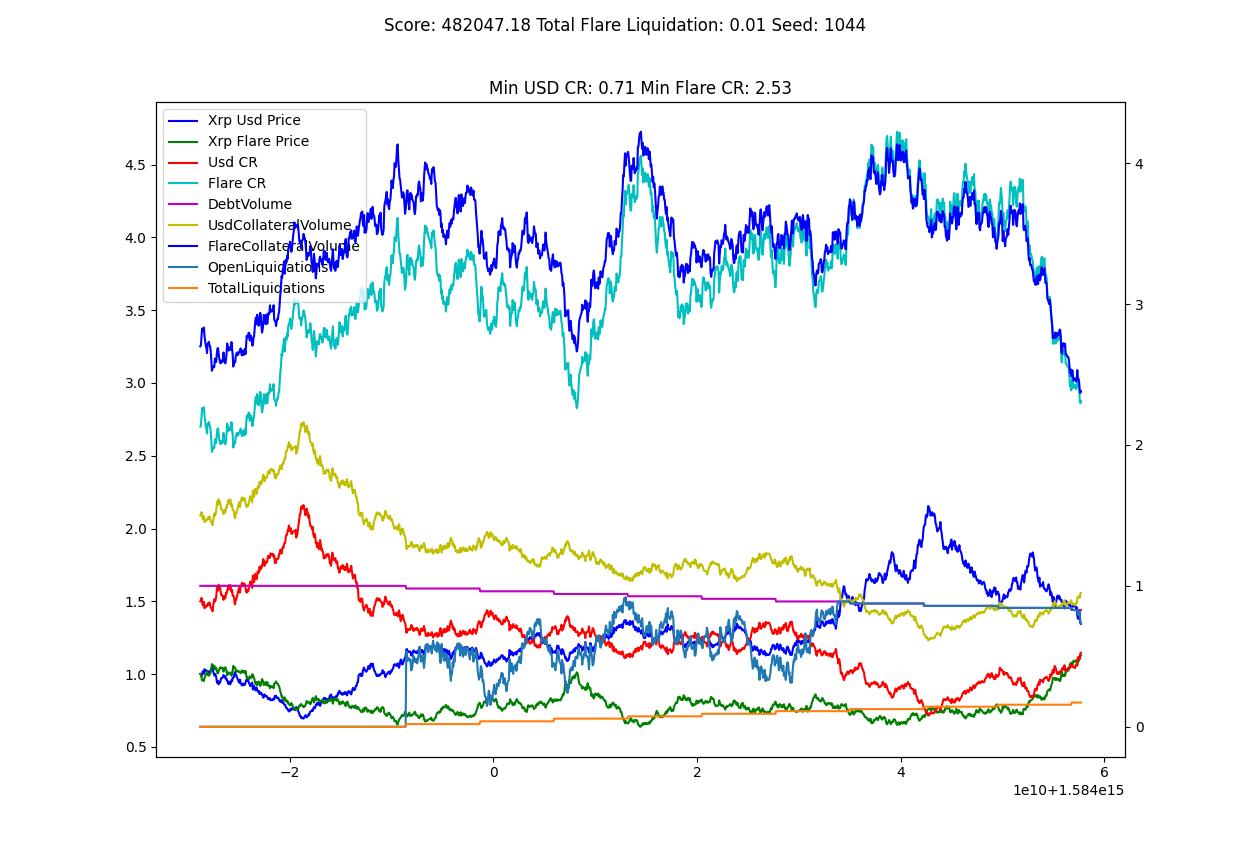 Score: 482047.18 Total Flare Liquidation: 0.01 Seed: 1044
Min USD CR: 0.71 Min Flare CR: 2.53
Xrp Usd Price
Xrp Flare Price
Usd CR
Flare CR
DebtVolume
UsdCollateralVolume
FlareCollateralVolume
OpenLiquidations
TotalLiquidations
4.5
4.0
3.5
3.0
2.5
2.0
1.5
1.0
0.5
4
3
2
1
0
−2 0 2 4 6
1e10+1.584e15